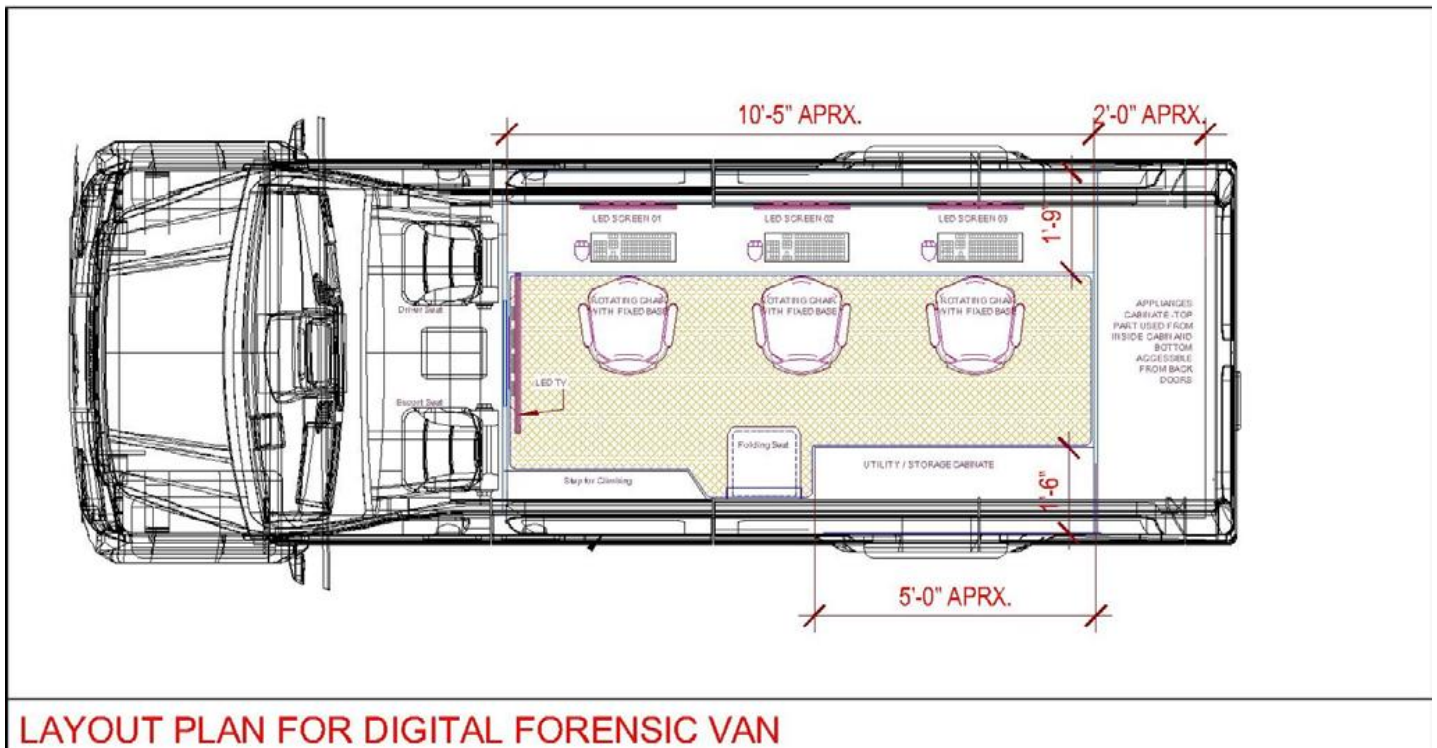 10'-5" APRX.
2'-0" APRX.
LED SCREEN 01
LED SCREEN 02
LED SCREEN 03
1'-9"
ROTATING CHAIR
WITH FIXED BASE
ROTATING CHAIR
WITH FIXED BASE
ROTATING CHAIR
WITH FIXED BASE
Driver Seat
APPLIANCES
CABINATE -TOP
PART USED FROM
INSIDE CABIN AND
BOTTOM
ACCESSIBLE
FROM BACK
DOORS
LED TV
Escort Seat
Folding Seat
UTILITY / STORAGE CABINATE
Step for Climbing
1'-6"
5'-0" APRX.
LAYOUT PLAN FOR DIGITAL FORENSIC VAN